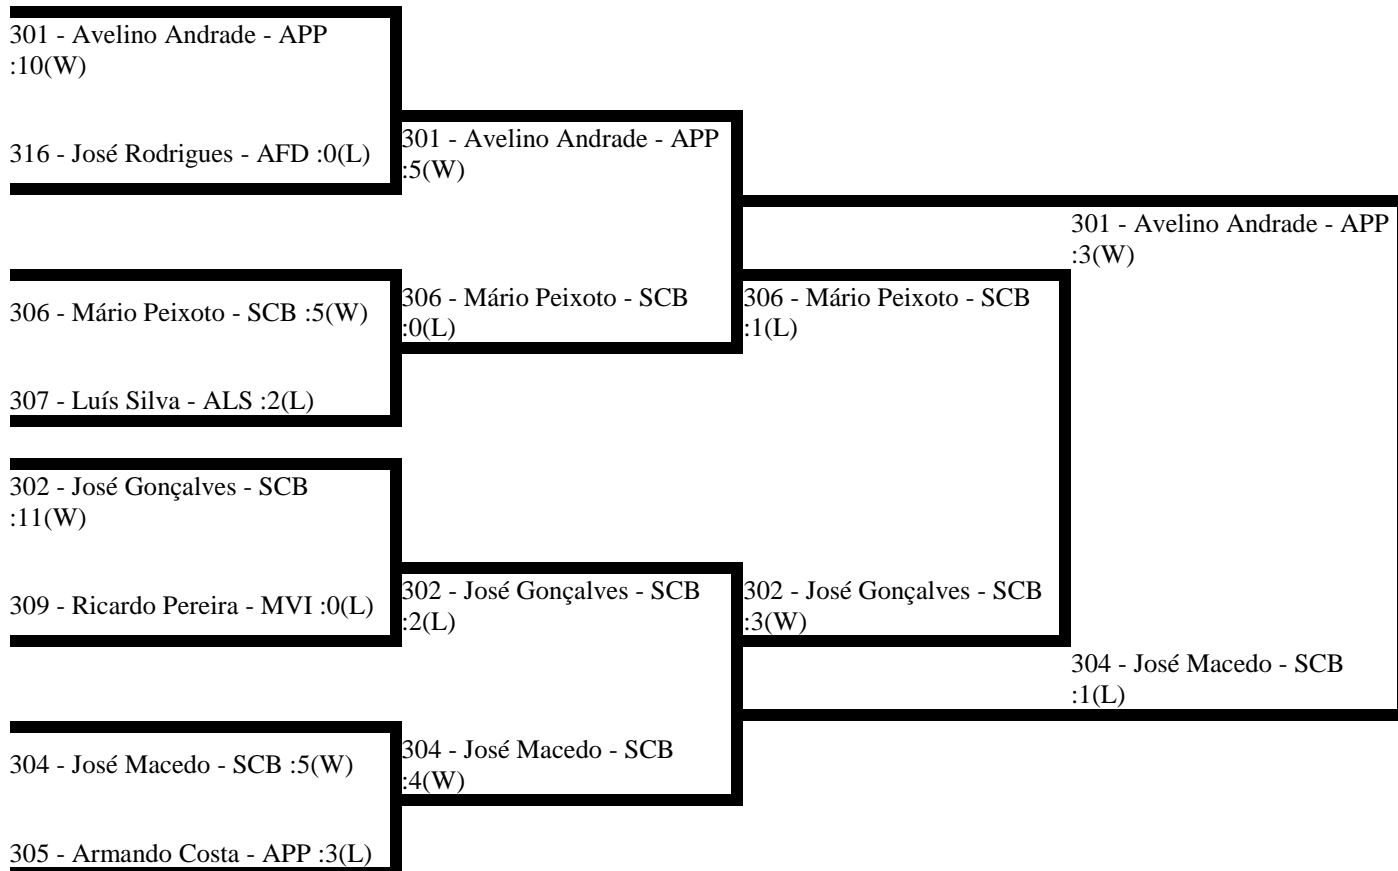 301 - Avelino Andrade - APP
:10(W)
316 - José Rodrigues - AFD :0(L)
306 - Mário Peixoto - SCB :5(W)
307 - Luís Silva - ALS :2(L)
302 - José Gonçalves - SCB
:11(W)
309 - Ricardo Pereira - MVI :0(L)
304 - José Macedo - SCB :5(W)
305 - Armando Costa - APP :3(L)
301 - Avelino Andrade - APP
:5(W)
306 - Mário Peixoto - SCB
:0(L)
302 - José Gonçalves - SCB
:2(L)
304 - José Macedo - SCB
:4(W)
306 - Mário Peixoto - SCB
:1(L)
302 - José Gonçalves - SCB
:3(W)
301 - Avelino Andrade - APP
:3(W)
304 - José Macedo - SCB
:1(L)